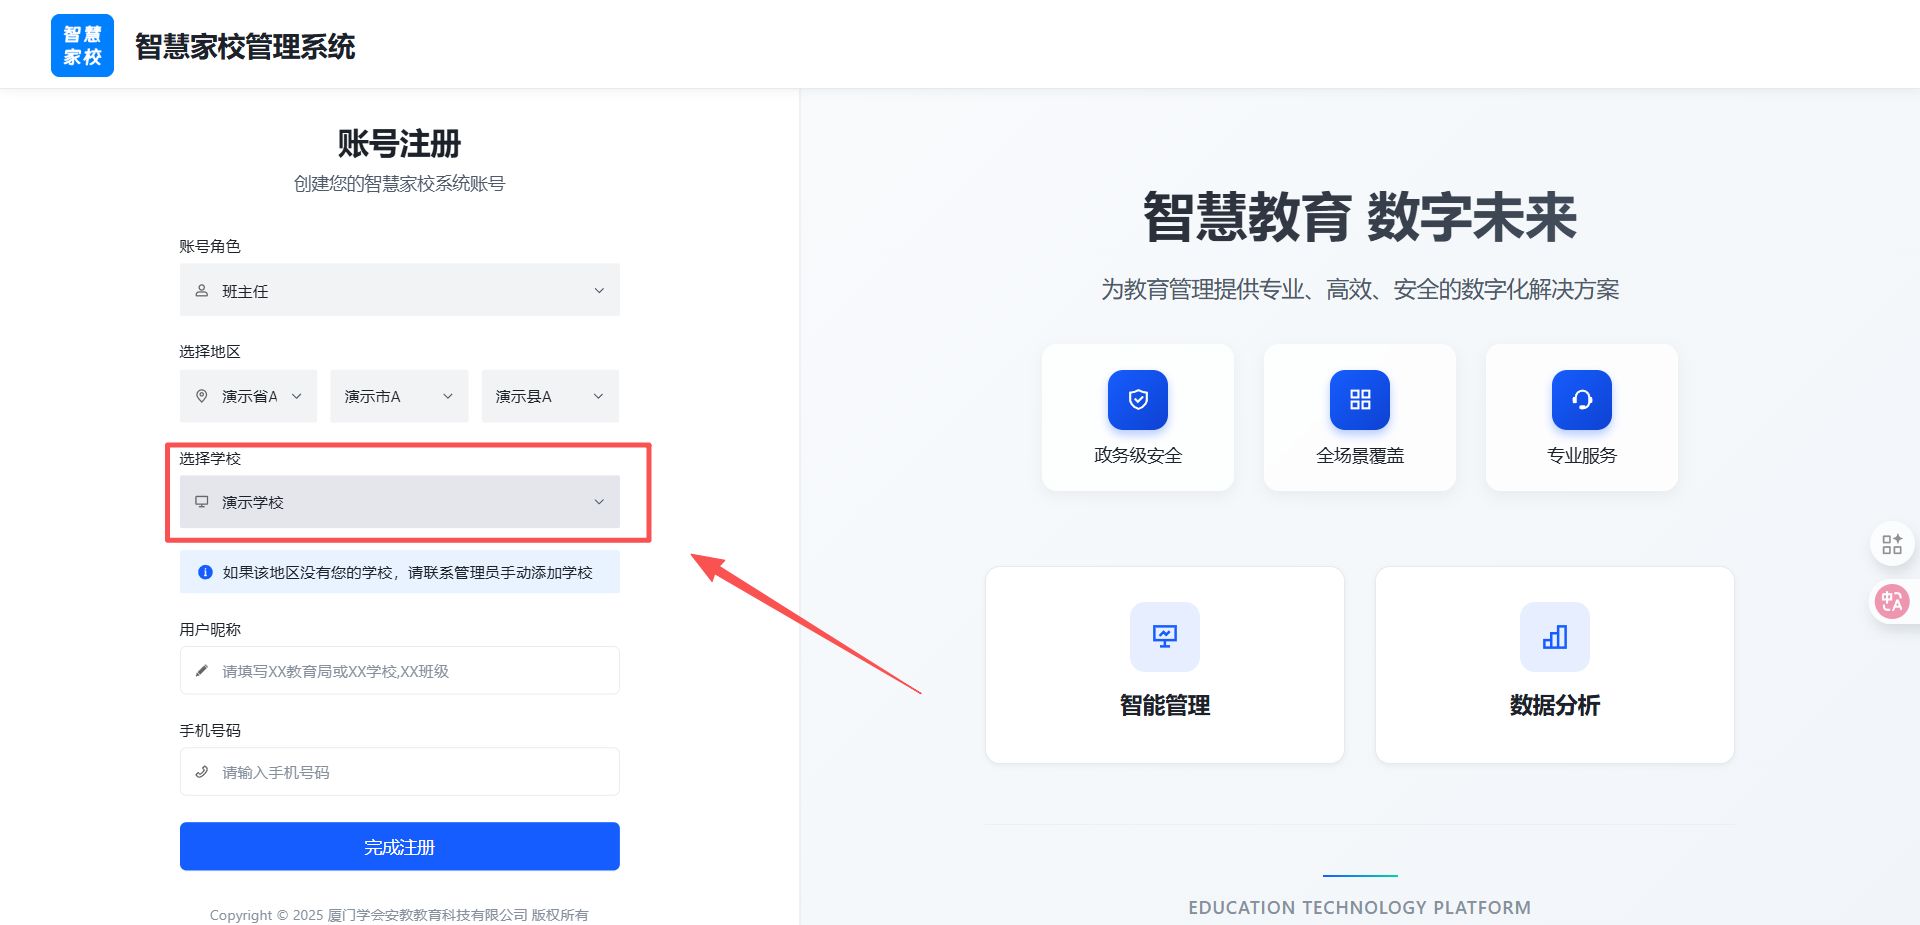 智慧
家校
智慧家校管理系统
账号注册
创建您的智慧家校系统账号
账号角色
班主任
选择地区
演示省A
演示市A
演示县A
选择学校
演示学校
如果该地区没有您的学校，请联系管理员手动添加学校
用户昵称
请填写XX教育局或XX学校,XX班级
手机号码
请输入手机号码
完成注册
Copyright © 2025 厦门学会安教教育科技有限公司 版权所有
智慧教育 数字未来
为教育管理提供专业、高效、安全的数字化解决方案
政务级安全
全场景覆盖
专业服务
智能管理
数据分析
EDUCATION TECHNOLOGY PLATFORM
中A